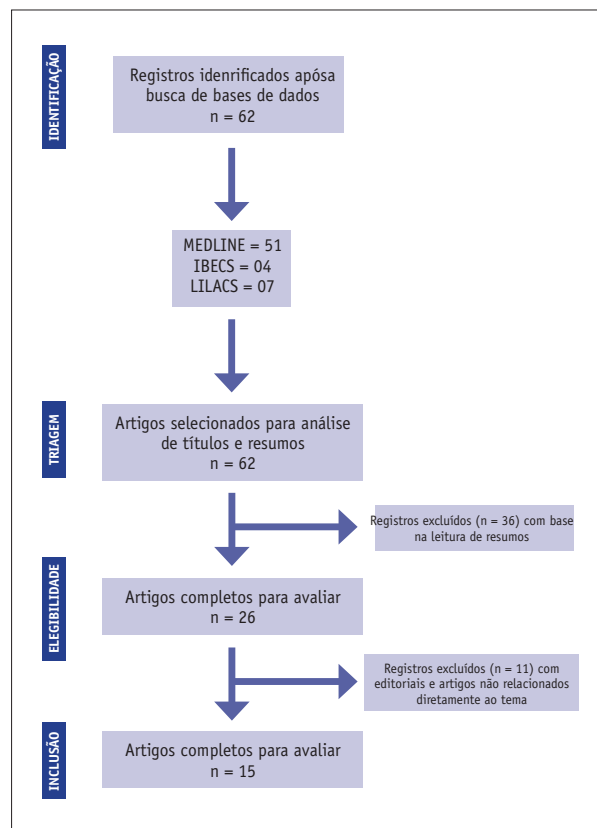 IDENTIFICAÇÃO
Registros idenrificados apósa
busca de bases de dados
n = 62
MEDLINE = 51
IBECS = 04
LILACS = 07
TRIAGEM
Artigos selecionados para análise
de títulos e resumos
n = 62
Registros excluídos (n = 36) com base
na leitura de resumos
ELEGIBILIDADE
Artigos completos para avaliar
n = 26
Registros excluídos (n = 11) com
editoriais e artigos não relacionados
diretamente ao tema
INCLUSÃO
Artigos completos para avaliar
n = 15